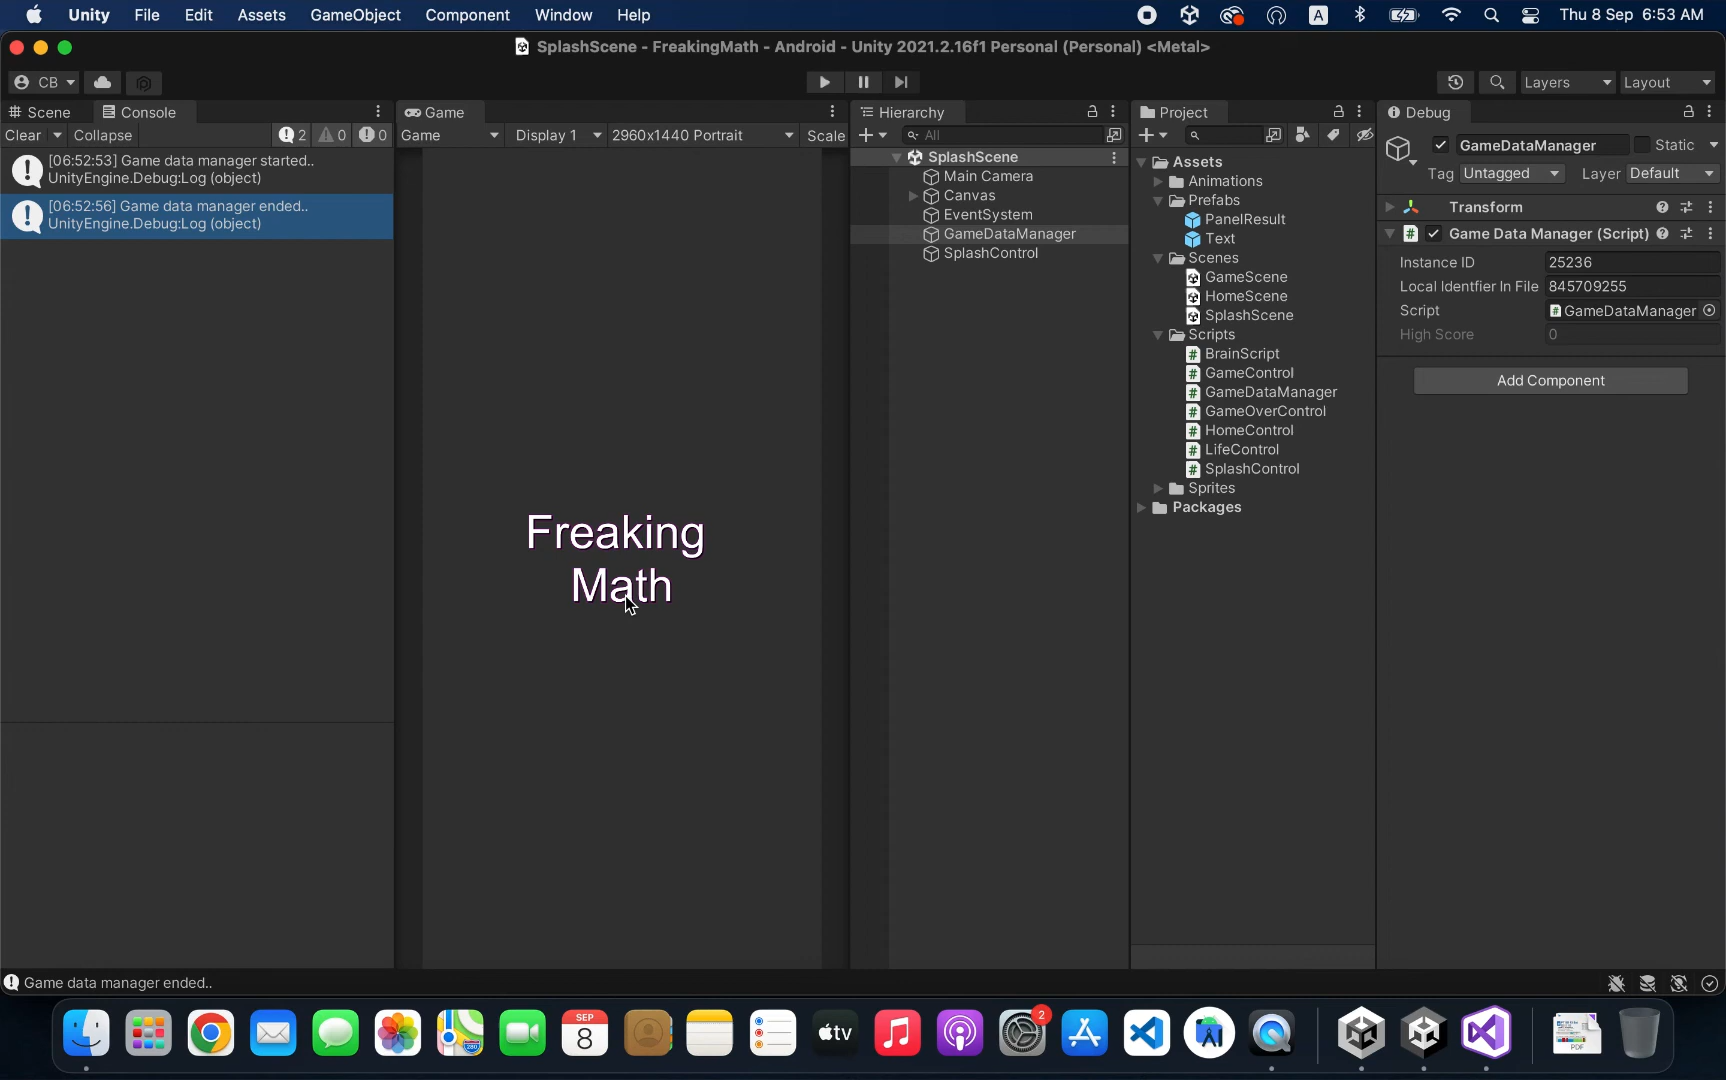 Unity File Edit Assets GameObject Component Window Help A Thu 8 Sep 6:53 AM
SplashScene - FreakingMath - Android - Unity 2021.2.16f1 Personal (Personal) <Metal>
CB Layers Layout
Scene Console Game Hierarchy Project Debug
Clear Collapse 2 0 0 Game Display 1 2960x1440 Portrait Scale All
[06:52:53] Game data manager started..
UnityEngine.Debug:Log (object)
[06:52:56] Game data manager ended..
UnityEngine.Debug:Log (object)
Freaking
Math
SplashScene
Main Camera
Canvas
EventSystem
GameDataManager
SplashControl
Assets
Animations
Prefabs
PanelResult
Text
Scenes
GameScene
HomeScene
SplashScene
Scripts
BrainScript
GameControl
GameDataManager
GameOverControl
HomeControl
LifeControl
SplashControl
Sprites
Packages
GameDataManager Static
Tag Untagged Layer Default
Transform
Game Data Manager (Script)
Instance ID 25236
Local Identfier In File 845709255
Script GameDataManager
High Score 0
Add Component
Game data manager ended..
SEP
8
tv
2
PDF